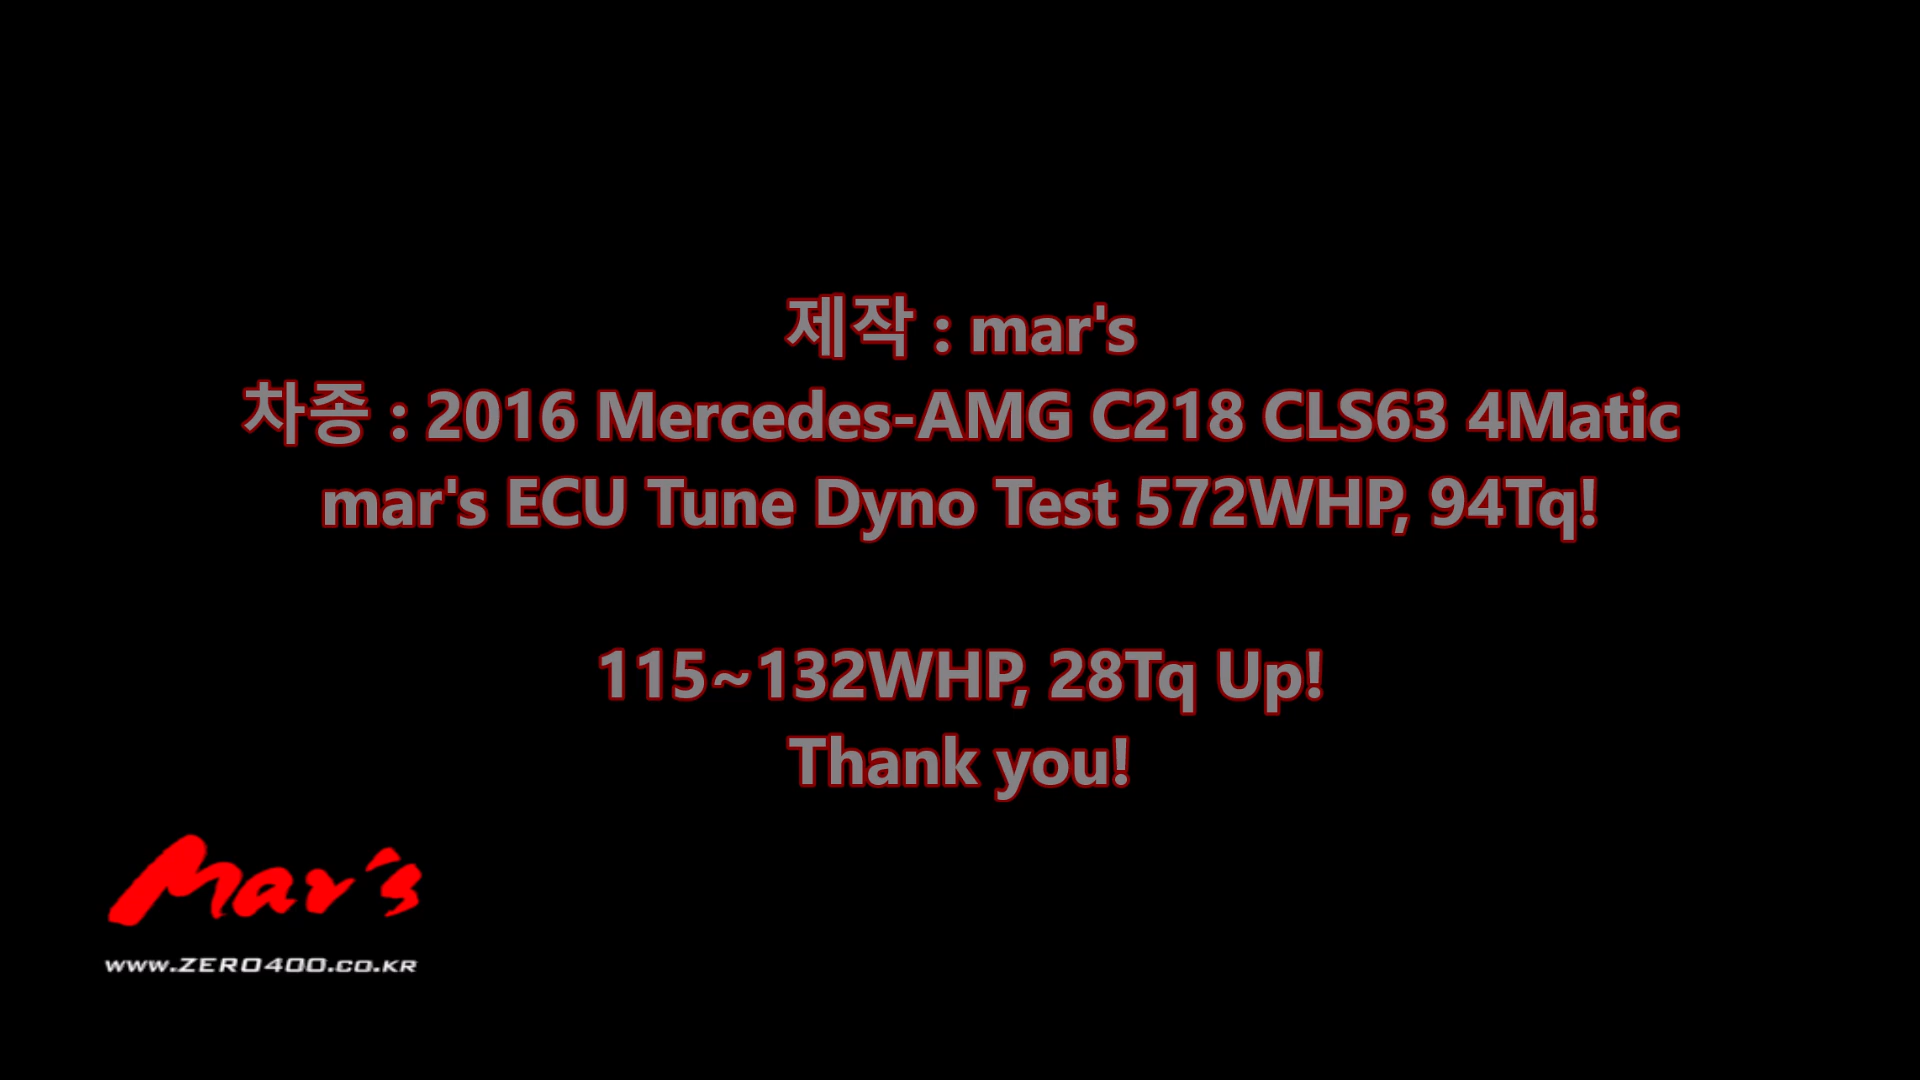 제작 : mar's
차종 : 2016 Mercedes-AMG C218 CLS63 4Matic
mar's ECU Tune Dyno Test 572WHP, 94Tq!
115~132WHP, 28Tq Up!
Thank you!
Mar's
www.ZERO400.co.KR